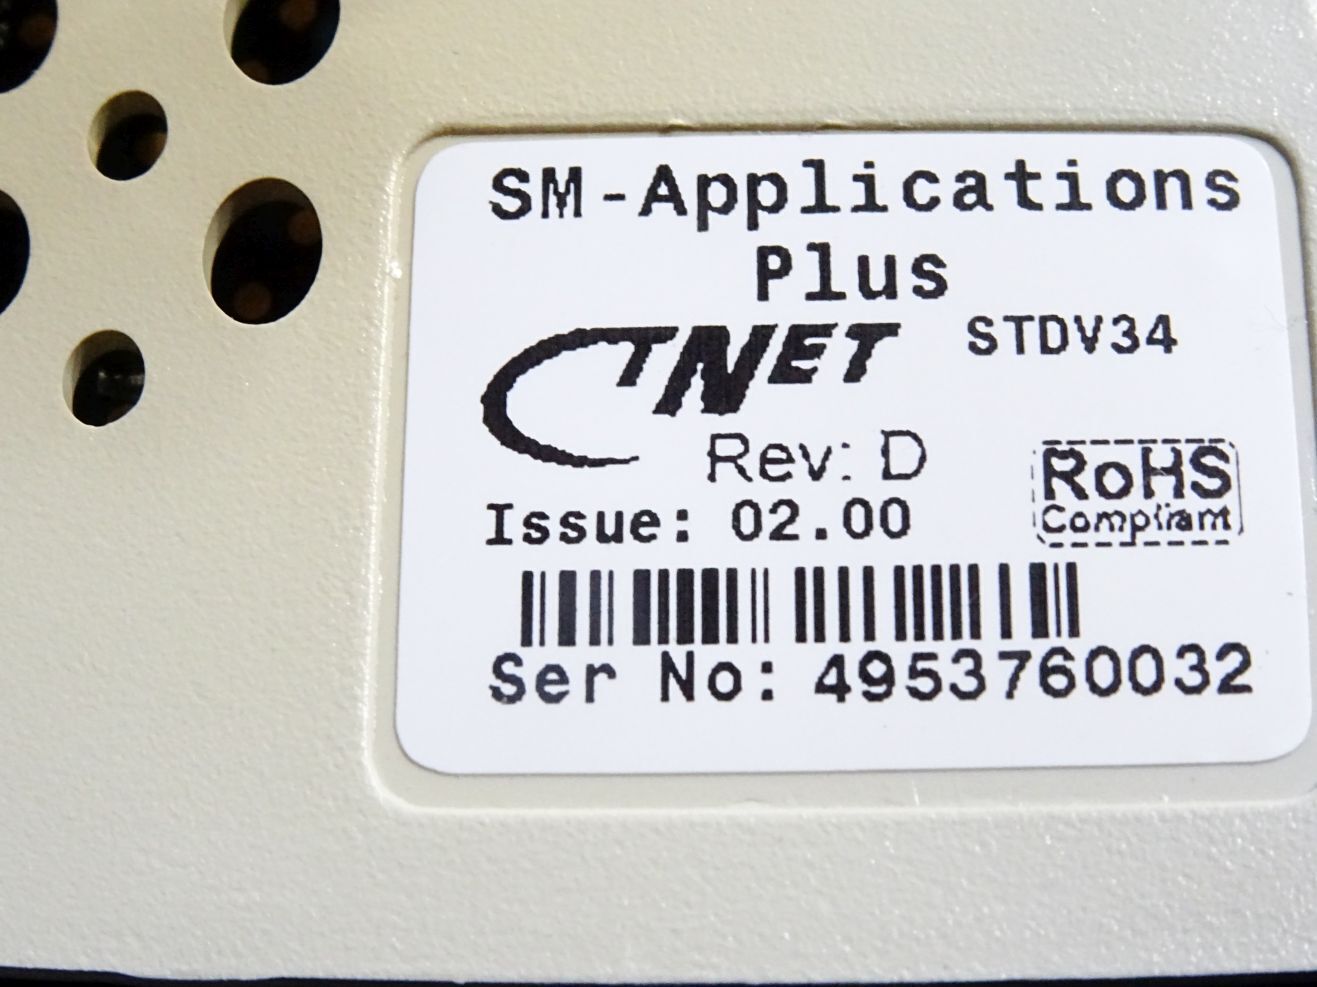 SM-Applications
Plus
CTNET STDV34
Rev: D
RoHS
Compliant
Issue: 02.00
Ser No: 4953760032